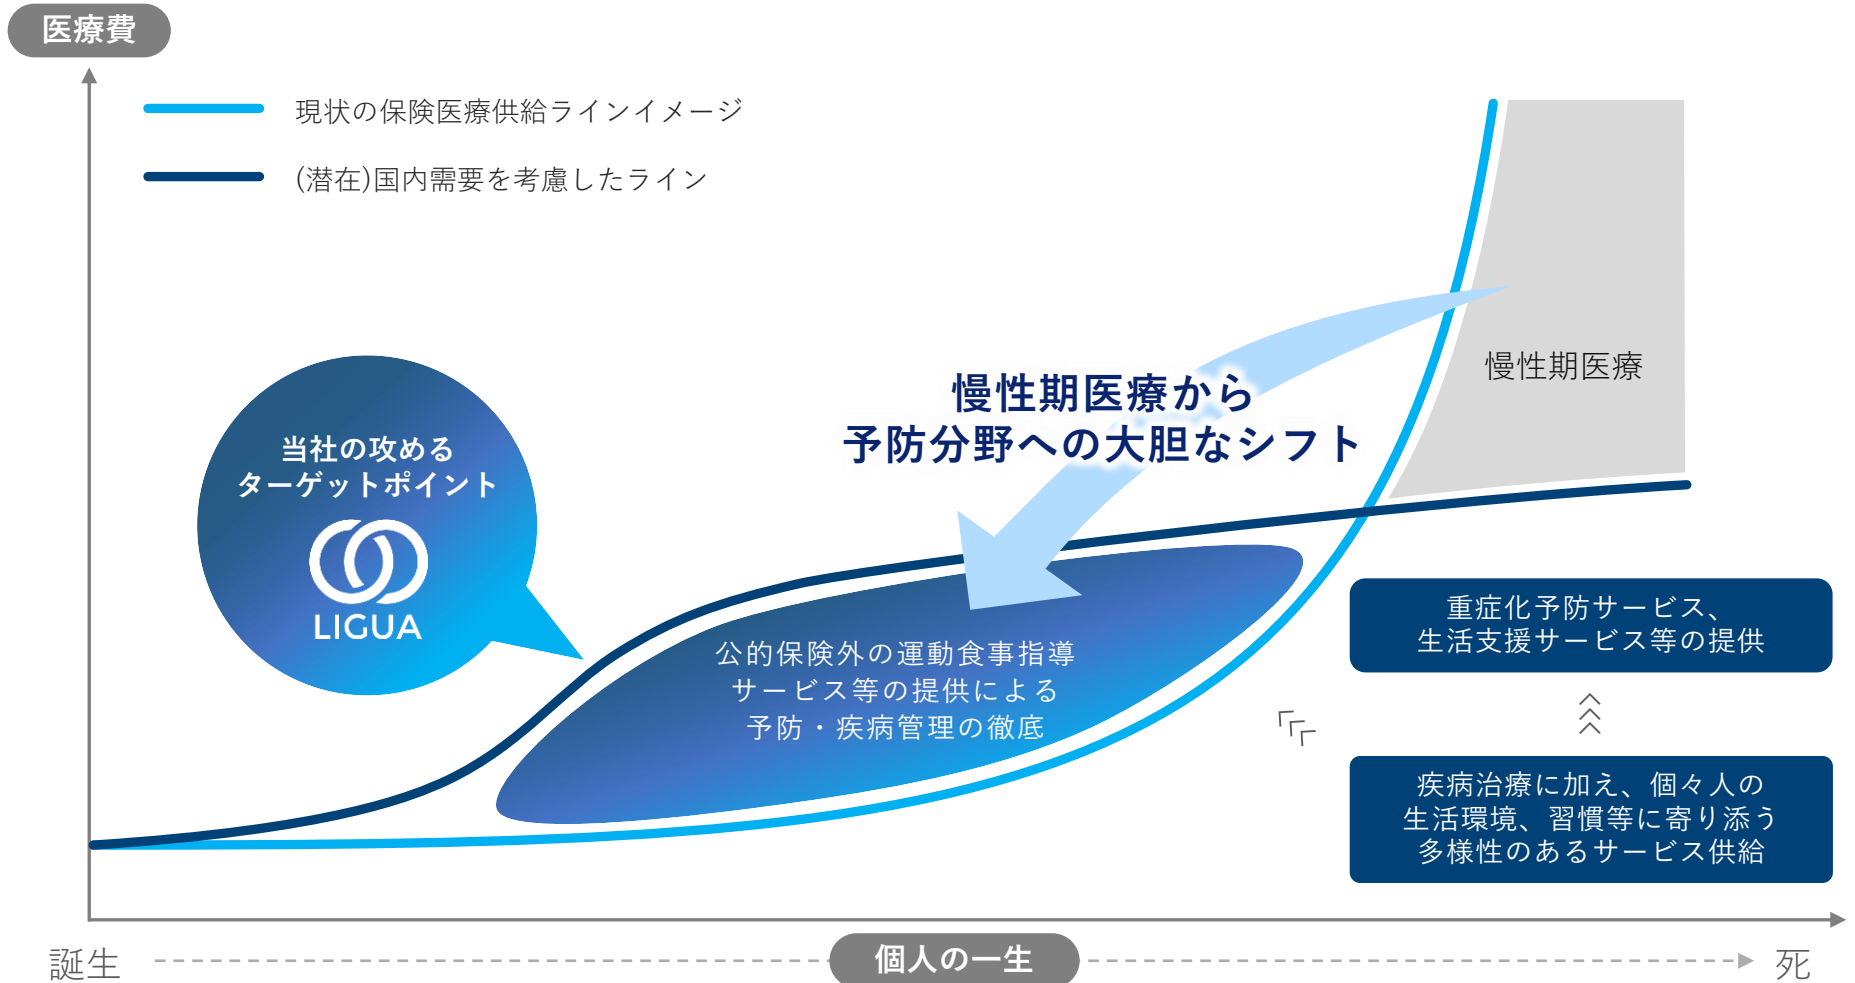 医療費
現状の保険医療供給ラインイメージ
(潜在)国内需要を考慮したライン
慢性期医療
慢性期医療から
予防分野への大胆なシフト
当社の攻める
ターゲットポイント
LIGUA
公的保険外の運動食事指導
サービス等の提供による
予防・疾病管理の徹底
重症化予防サービス、
生活支援サービス等の提供
疾病治療に加え、個々人の
生活環境、習慣等に寄り添う
多様性のあるサービス供給
誕生
個人の一生
死